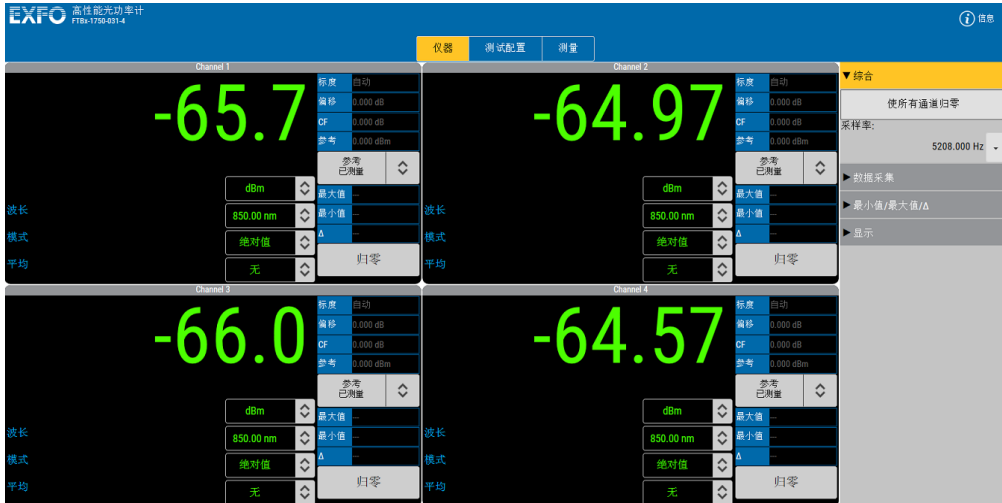 EXFO 高性能光功率计
FTBx-1750-031-4
信息
仪器 测试配置 测量
Channel 1
-65.7
标度 自动
偏移 0.000 dB
CF 0.000 dB
参考 0.000 dBm
参考
已测量
dBm
最大值 --
波长 850.00 nm
最小值 --
模式 绝对值
Δ --
平均 无
归零
Channel 2
-64.97
标度 自动
偏移 0.000 dB
CF 0.000 dB
参考 0.000 dBm
参考
已测量
dBm
最大值 --
波长 850.00 nm
最小值 --
模式 绝对值
Δ --
平均 无
归零
Channel 3
-66.0
标度 自动
偏移 0.000 dB
CF 0.000 dB
参考 0.000 dBm
参考
已测量
dBm
最大值 --
波长 850.00 nm
最小值 --
模式 绝对值
Δ --
平均 无
归零
Channel 4
-64.57
标度 自动
偏移 0.000 dB
CF 0.000 dB
参考 0.000 dBm
参考
已测量
dBm
最大值 --
波长 850.00 nm
最小值 --
模式 绝对值
Δ --
平均 无
归零
▼综合
使所有通道归零
采样率:
5208.000 Hz
▶数据采集
▶最小值/最大值/Δ
▶显示